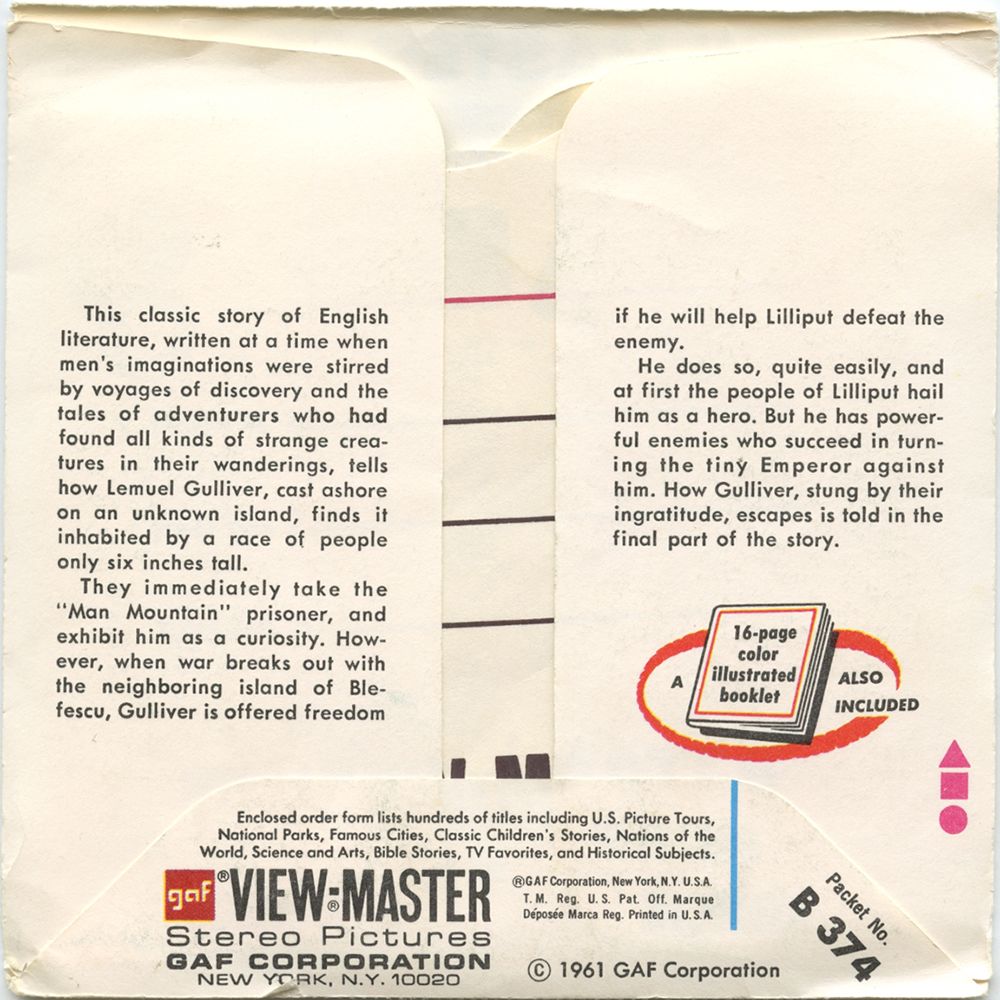 This classic story of English
literature, written at a time when
men's imaginations were stirred
by voyages of discovery and the
tales of adventurers who had
found all kinds of strange crea-
tures in their wanderings, tells
how Lemuel Gulliver, cast ashore
on an unknown island, finds it
inhabited by a race of people
only six inches tall.
They immediately take the
"Man Mountain" prisoner, and
exhibit him as a curiosity. How-
ever, when war breaks out with
the neighboring island of Ble-
fescu, Gulliver is offered freedom
if he will help Lilliput defeat the
enemy.
He does so, quite easily, and
at first the people of Lilliput hail
him as a hero. But he has power-
ful enemies who succeed in turn-
ing the tiny Emperor against
him. How Gulliver, stung by their
ingratitude, escapes is told in the
final part of the story.
A
16-page
color
illustrated
booklet
ALSO
INCLUDED
Enclosed order form lists hundreds of titles including U.S. Picture Tours,
National Parks, Famous Cities, Classic Children's Stories, Nations of the
World, Science and Arts, Bible Stories, TV Favorites, and Historical Subjects.
gaf® VIEW-MASTER®
Stereo Pictures
GAF CORPORATION
NEW YORK, N.Y. 10020
®GAF Corporation, New York, N.Y. U.S.A.
T.M. Reg. U.S. Pat. Off. Marque
Déposée Marca Reg. Printed in U.S.A.
© 1961 GAF Corporation
Packet No.
B 374